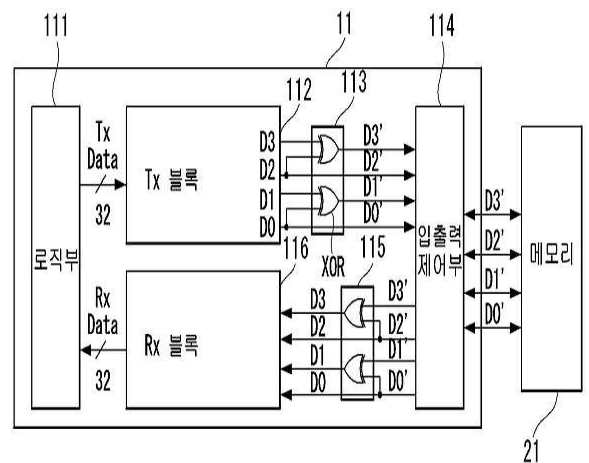 111
11
114
112
113
Tx
Data
32
D3
D2
D1
D0
D3'
D2'
D1'
D0'
Tx 블록
로직부
116
XOR
115
입출력
제어부
D3'
D2'
D1'
D0'
메모리
Rx
Data
32
Rx 블록
D3
D2
D1
D0
D3'
D2'
D1'
D0'
21